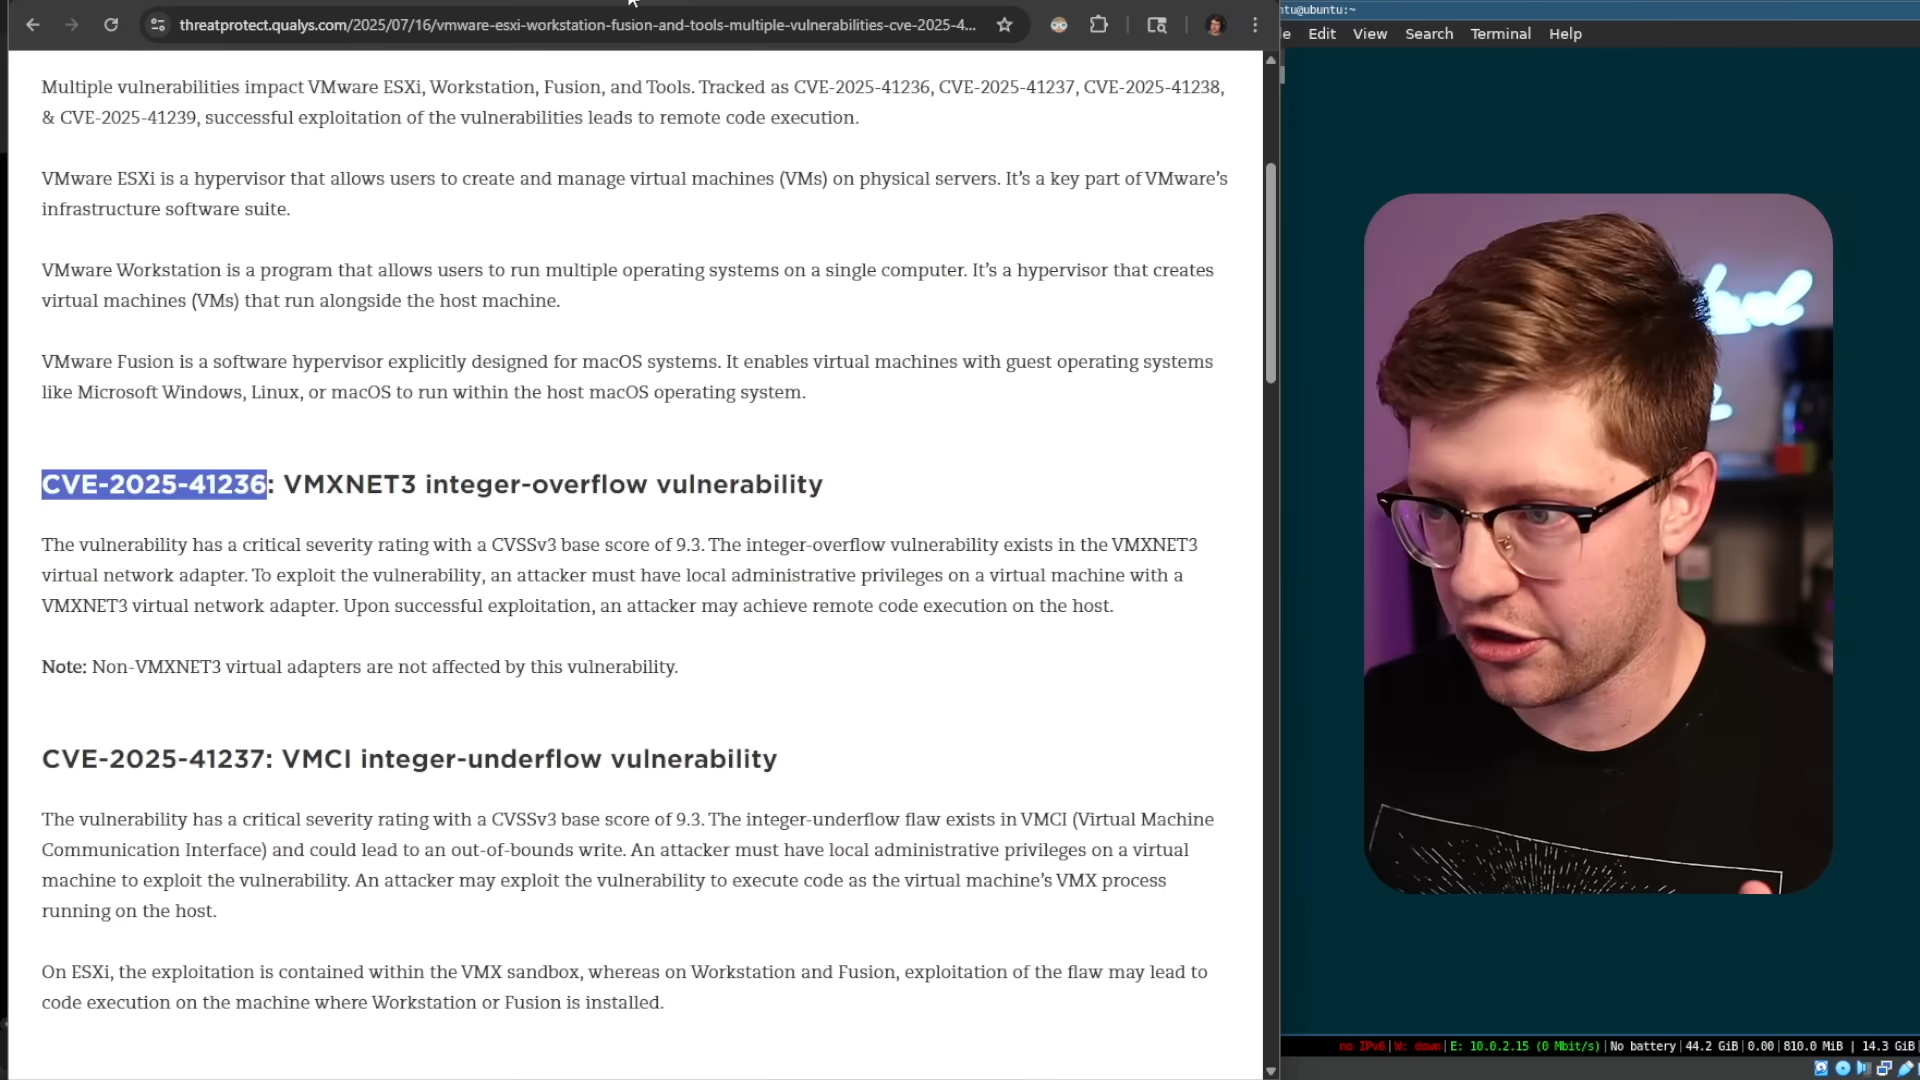 threatprotect.qualys.com/2025/07/16/vmware-esxi-workstation-fusion-and-tools-multiple-vulnerabilities-cve-2025-4...
Multiple vulnerabilities impact VMware ESXi, Workstation, Fusion, and Tools. Tracked as CVE-2025-41236, CVE-2025-41237, CVE-2025-41238,
& CVE-2025-41239, successful exploitation of the vulnerabilities leads to remote code execution.
VMware ESXi is a hypervisor that allows users to create and manage virtual machines (VMs) on physical servers. It's a key part of VMware's
infrastructure software suite.
VMware Workstation is a program that allows users to run multiple operating systems on a single computer. It's a hypervisor that creates
virtual machines (VMs) that run alongside the host machine.
VMware Fusion is a software hypervisor explicitly designed for macOS systems. It enables virtual machines with guest operating systems
like Microsoft Windows, Linux, or macOS to run within the host macOS operating system.
CVE-2025-41236: VMXNET3 integer-overflow vulnerability
The vulnerability has a critical severity rating with a CVSSv3 base score of 9.3. The integer-overflow vulnerability exists in the VMXNET3
virtual network adapter. To exploit the vulnerability, an attacker must have local administrative privileges on a virtual machine with a
VMXNET3 virtual network adapter. Upon successful exploitation, an attacker may achieve remote code execution on the host.
Note: Non-VMXNET3 virtual adapters are not affected by this vulnerability.
CVE-2025-41237: VMCI integer-underflow vulnerability
The vulnerability has a critical severity rating with a CVSSv3 base score of 9.3. The integer-underflow flaw exists in VMCI (Virtual Machine
Communication Interface) and could lead to an out-of-bounds write. An attacker must have local administrative privileges on a virtual
machine to exploit the vulnerability. An attacker may exploit the vulnerability to execute code as the virtual machine's VMX process
running on the host.
On ESXi, the exploitation is contained within the VMX sandbox, whereas on Workstation and Fusion, exploitation of the flaw may lead to
code execution on the machine where Workstation or Fusion is installed.
ntu@ubuntu:~
e Edit View Search Terminal Help
no IPv6|W: down|E: 10.0.2.15 (0 Mbit/s)|No battery|44.2 GiB|0.00|810.0 MiB | 14.3 GiB